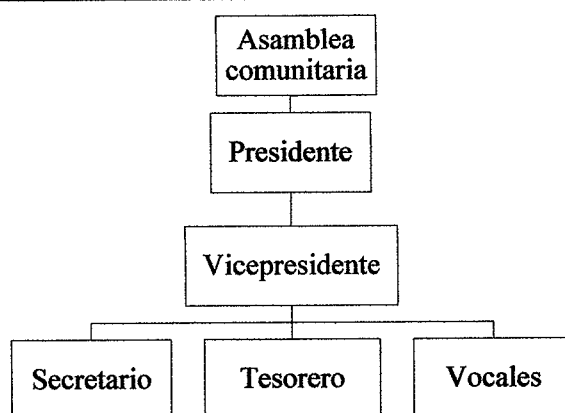 Asamblea
comunitaria
Presidente
Vicepresidente
Secretario
Tesorero
Vocales